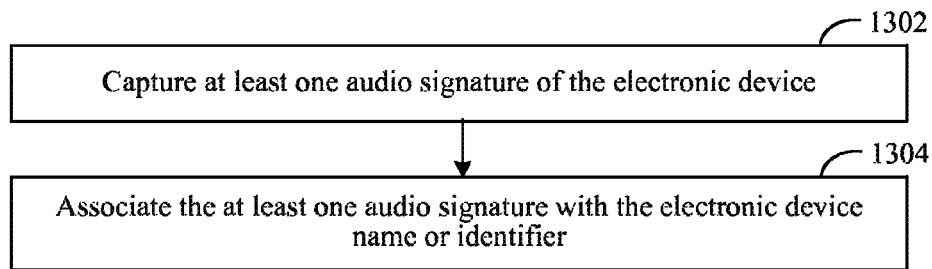 1302
Capture at least one audio signature of the electronic device
1304
Associate the at least one audio signature with the electronic device
name or identifier